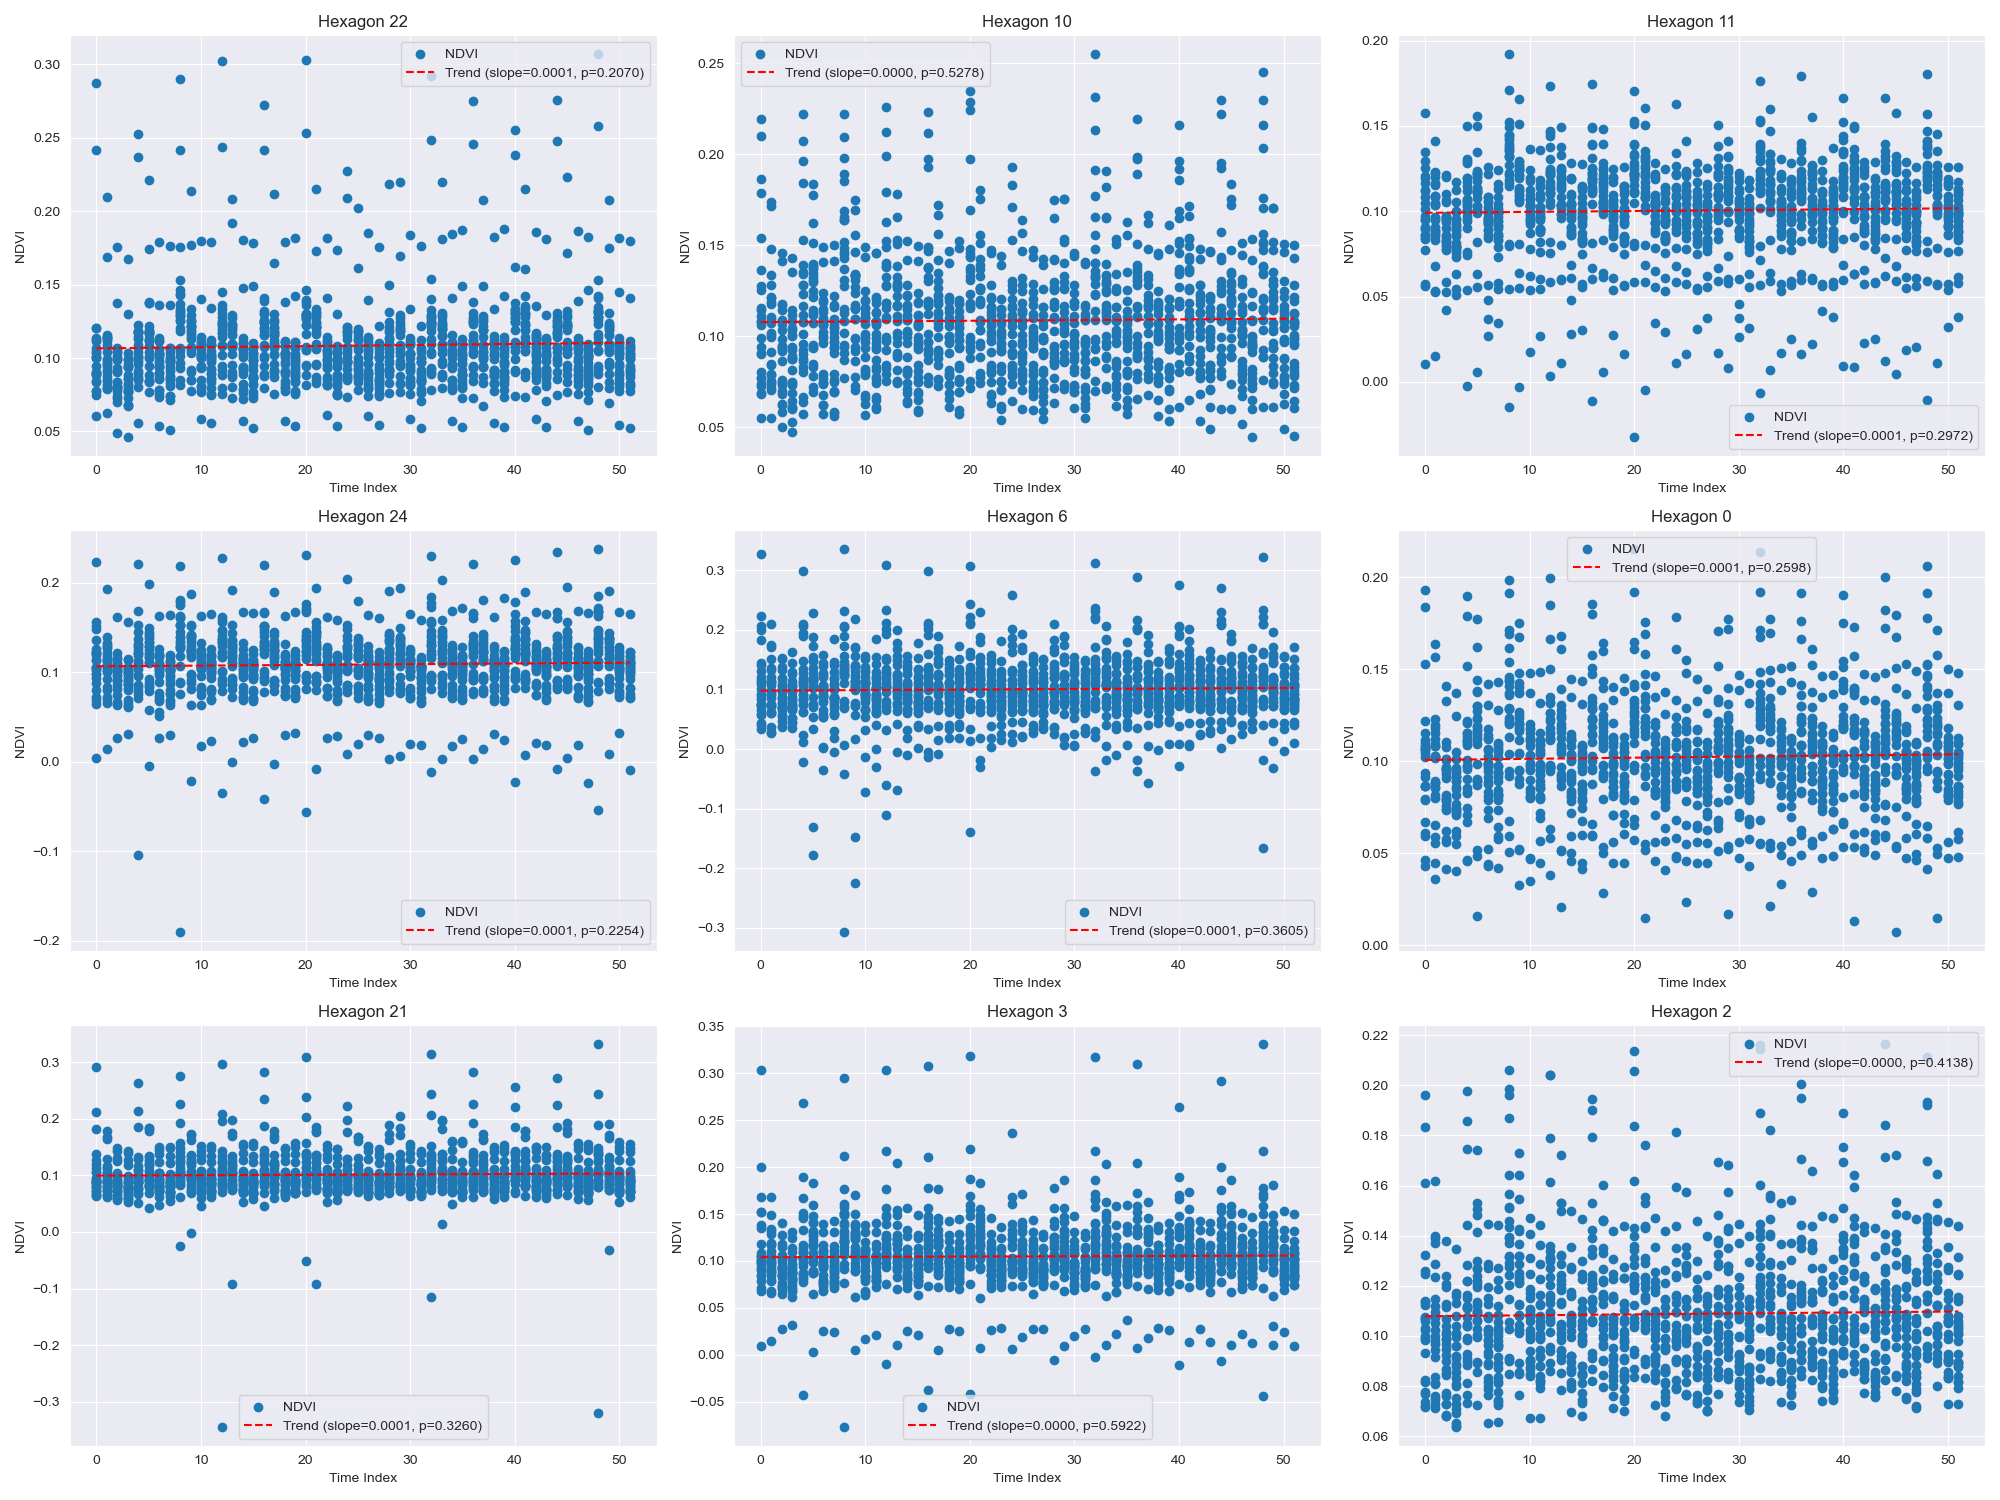 Hexagon 22
NDVI
Trend (slope=0.0001, p=0.2070)
0.30
0.25
0.20
0.15
0.10
0.05
NDVI
0 10 20 30 40 50
Time Index
Hexagon 10
NDVI
Trend (slope=0.0000, p=0.5278)
0.25
0.20
0.15
0.10
0.05
NDVI
0 10 20 30 40 50
Time Index
Hexagon 11
0.20
0.15
0.10
0.05
0.00
NDVI
NDVI
Trend (slope=0.0001, p=0.2972)
0 10 20 30 40 50
Time Index
Hexagon 24
0.2
0.1
0.0
−0.1
−0.2
NDVI
NDVI
Trend (slope=0.0001, p=0.2254)
0 10 20 30 40 50
Time Index
Hexagon 6
0.3
0.2
0.1
0.0
−0.1
−0.2
−0.3
NDVI
NDVI
Trend (slope=0.0001, p=0.3605)
0 10 20 30 40 50
Time Index
Hexagon 0
NDVI
Trend (slope=0.0001, p=0.2598)
0.20
0.15
0.10
0.05
0.00
NDVI
0 10 20 30 40 50
Time Index
Hexagon 21
0.3
0.2
0.1
0.0
−0.1
−0.2
−0.3
NDVI
NDVI
Trend (slope=0.0001, p=0.3260)
0 10 20 30 40 50
Time Index
Hexagon 3
0.35
0.30
0.25
0.20
0.15
0.10
0.05
0.00
−0.05
NDVI
NDVI
Trend (slope=0.0000, p=0.5922)
0 10 20 30 40 50
Time Index
Hexagon 2
NDVI
Trend (slope=0.0000, p=0.4138)
0.22
0.20
0.18
0.16
0.14
0.12
0.10
0.08
0.06
NDVI
0 10 20 30 40 50
Time Index